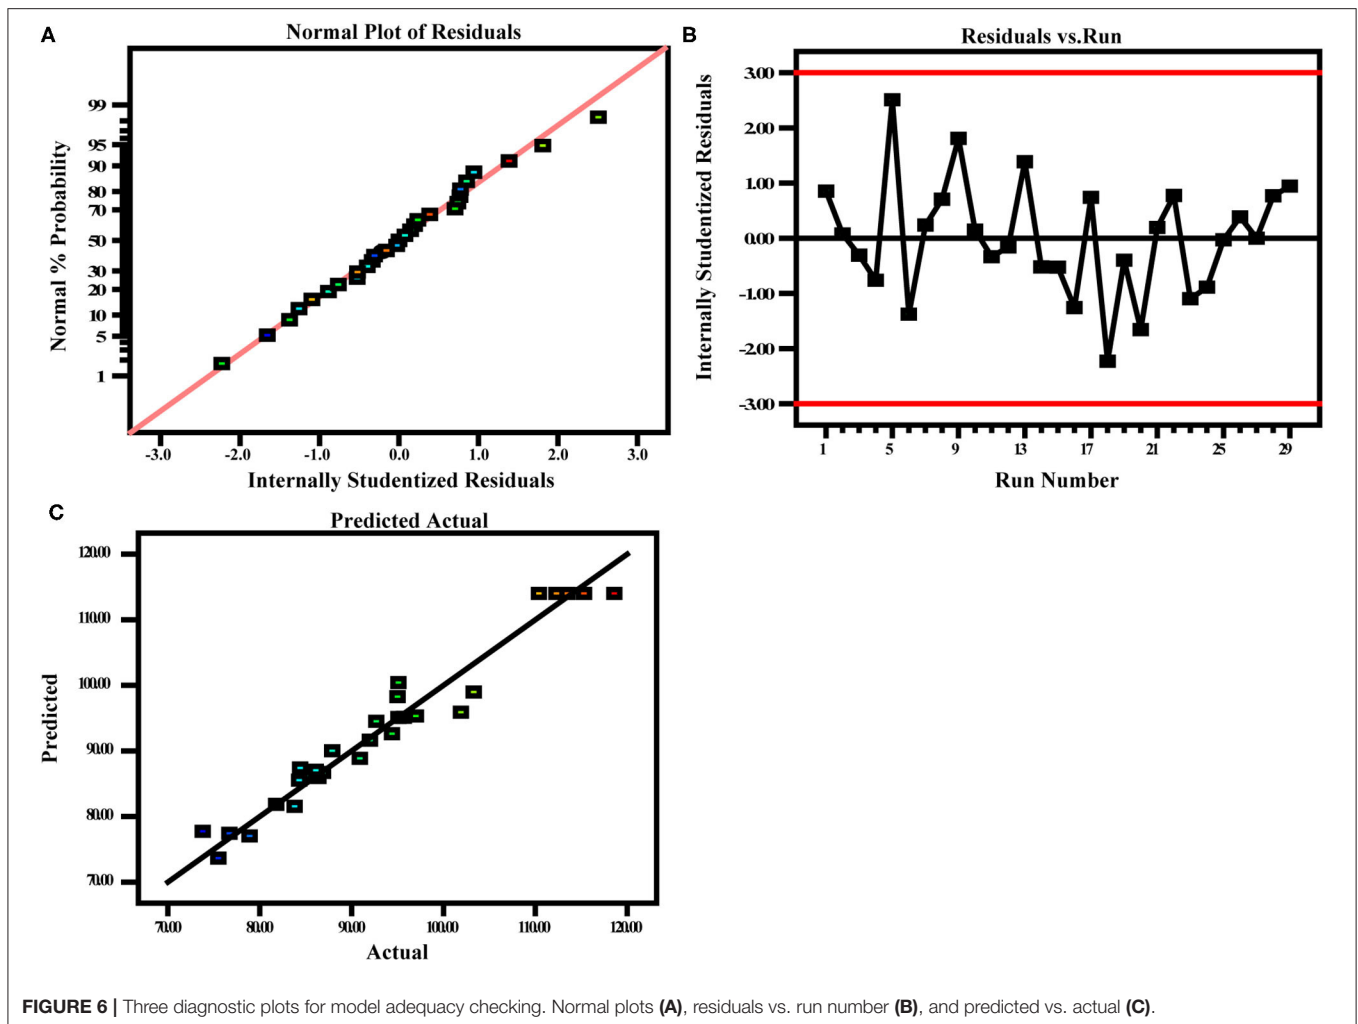 A
Normal Plot of Residuals
Normal % Probability
99
95
90
80
70
50
30
20
10
5
1
-3.0 -2.0 -1.0 0.0 1.0 2.0 3.0
Internally Studentized Residuals
B
Residuals vs.Run
Internally Studentized Residuals
3.00
2.00
1.00
0.00
-1.00
-2.00
-3.00
1 5 9 13 17 21 25 29
Run Number
C
Predicted Actual
Predicted
120.00
110.00
100.00
90.00
80.00
70.00
70.00 80.00 90.00 100.00 110.00 120.00
Actual
FIGURE 6 | Three diagnostic plots for model adequacy checking. Normal plots (A), residuals vs. run number (B), and predicted vs. actual (C).